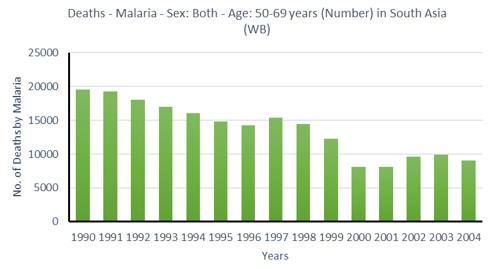 Deaths - Malaria - Sex: Both - Age: 50-69 years (Number) in South Asia
(WB)
25000
20000
15000
10000
5000
0
No. of Deaths by Malaria
1990 1991 1992 1993 1994 1995 1996 1997 1998 1999 2000 2001 2002 2003 2004
Years